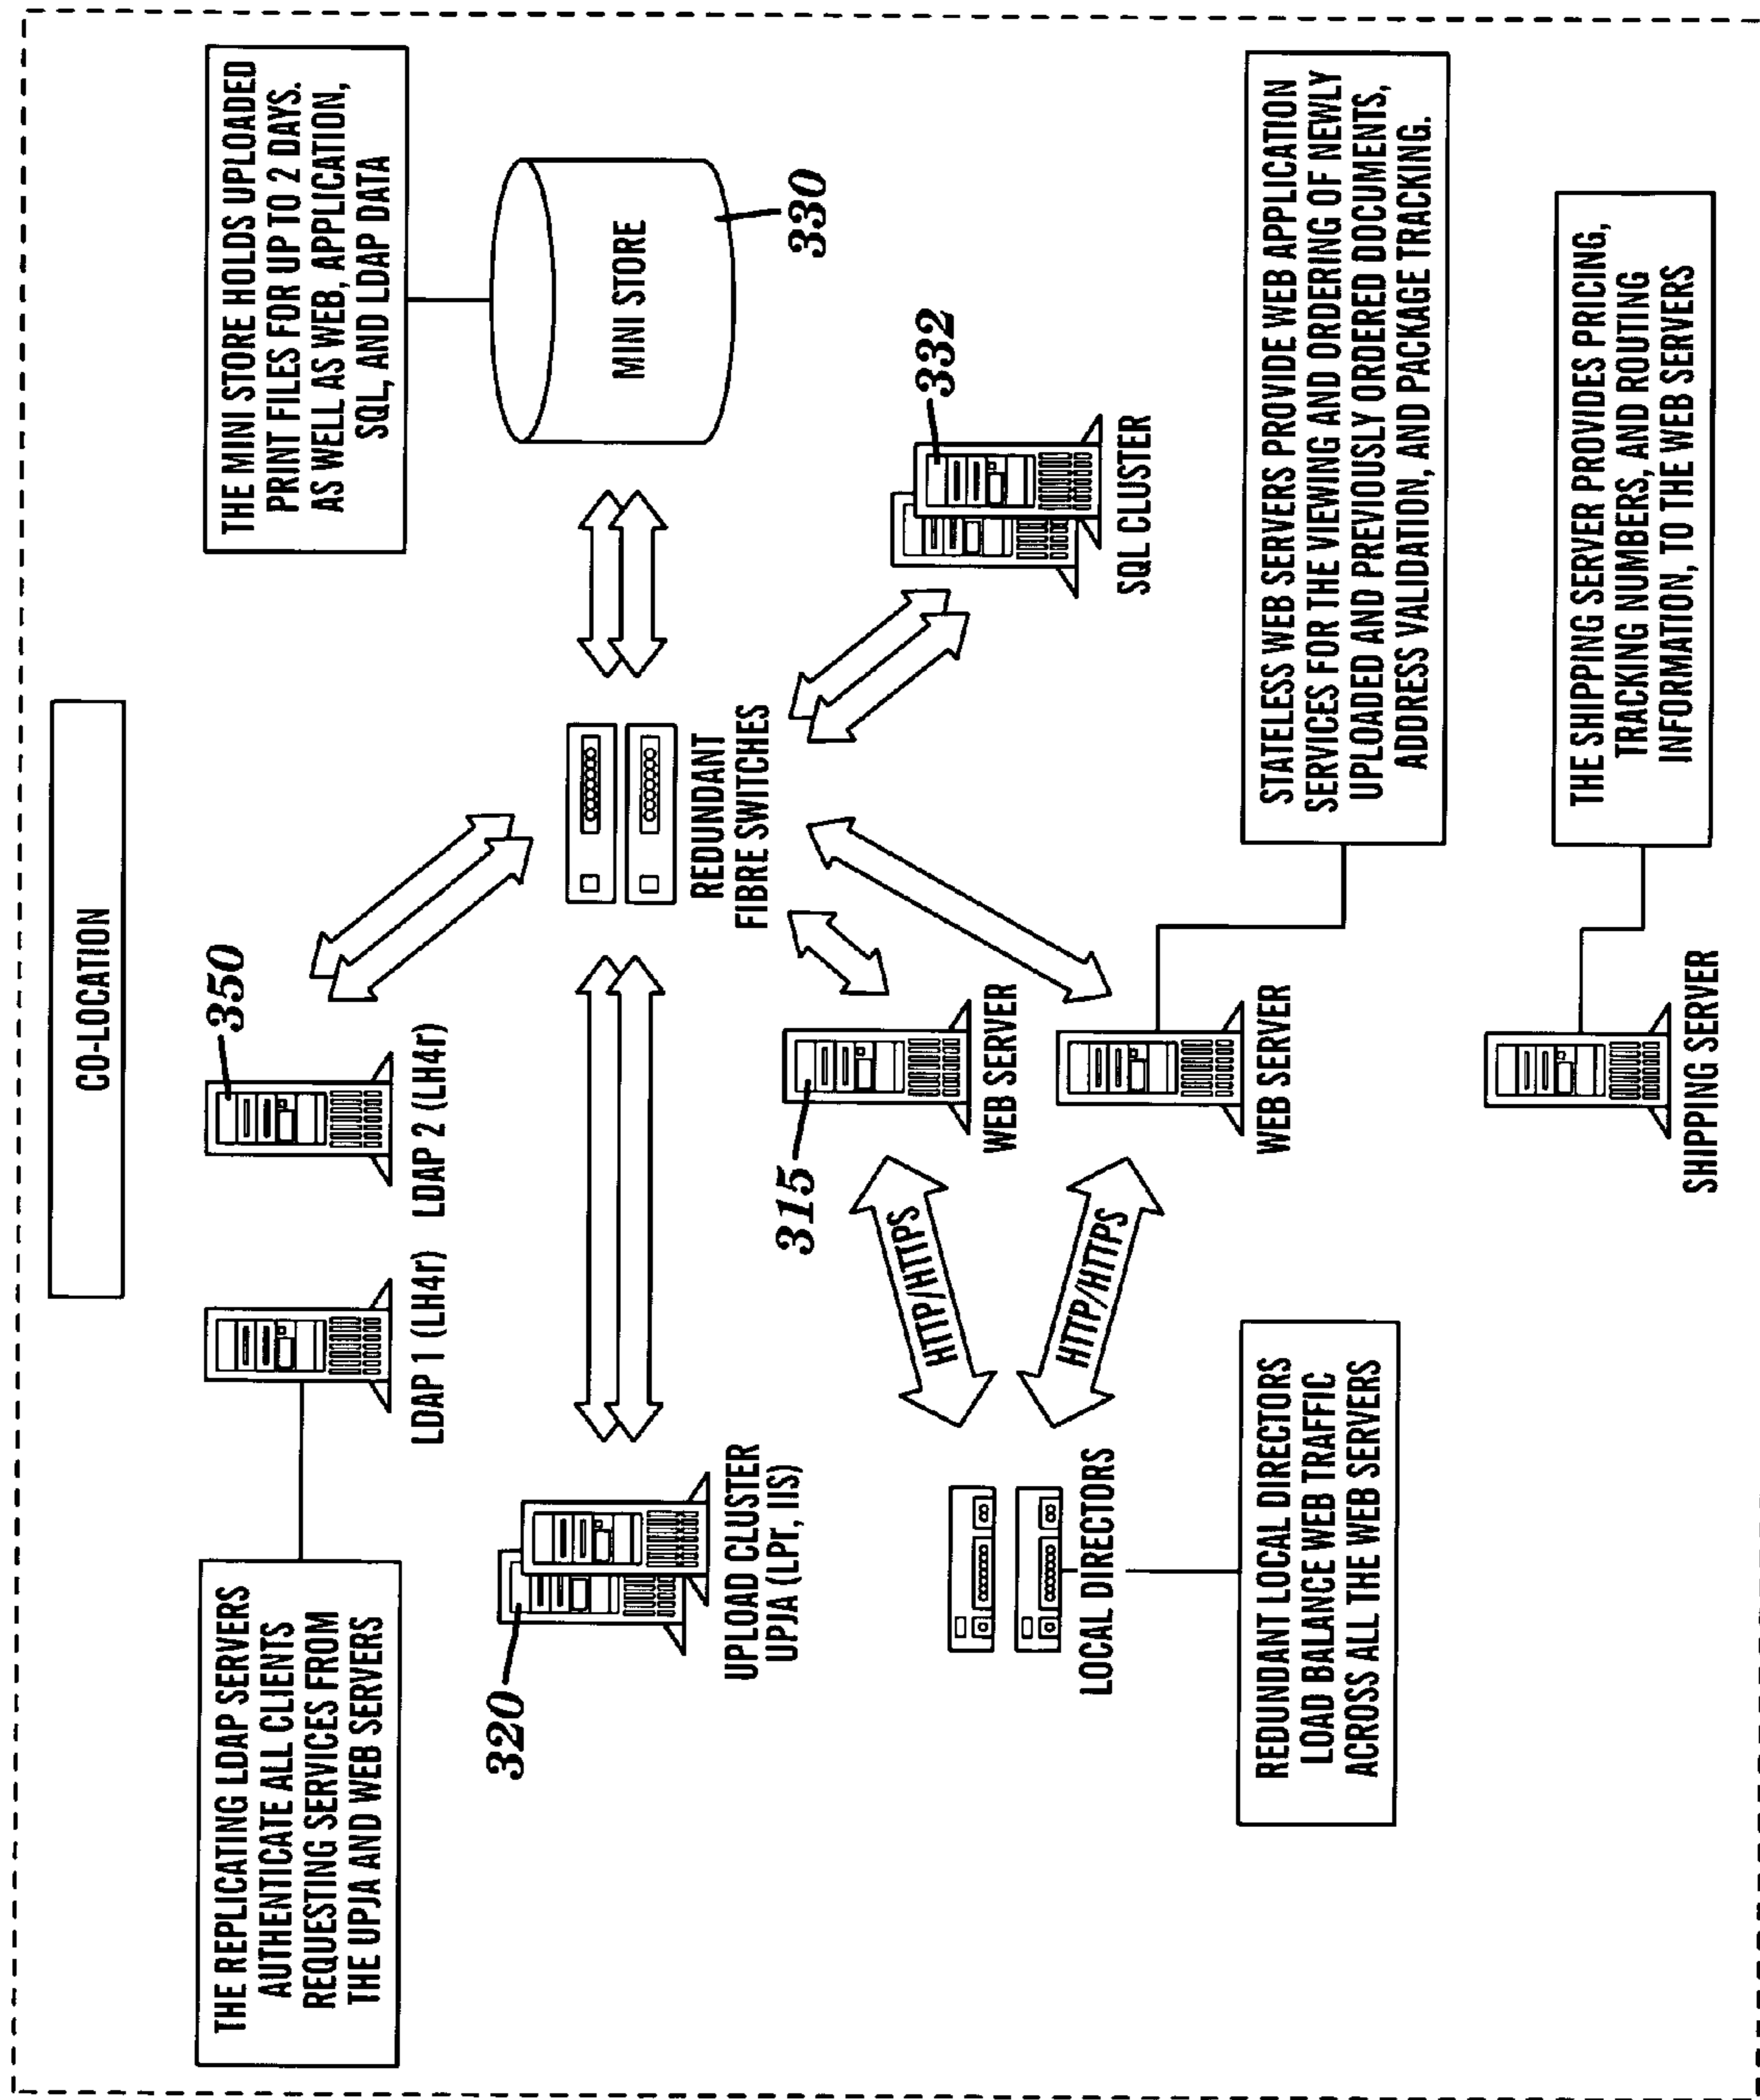 CO-LOCATION
THE REPLICATING LDAP SERVERS
AUTHENTICATE ALL CLIENTS
REQUESTING SERVICES FROM
THE UPJA AND WEB SERVERS
LDAP 1 (LH4r)
350
LDAP 2 (LH4r)
THE MINI STORE HOLDS UPLOADED
PRINT FILES FOR UP TO 2 DAYS.
AS WELL AS WEB, APPLICATION,
SQL, AND LDAP DATA
320
UPLOAD CLUSTER
UPJA (LPr, IIS)
REDUNDANT
FIBRE SWITCHES
MINI STORE
330
315
WEB SERVER
332
SQL CLUSTER
HTTP/HTTPS
HTTP/HTTPS
LOCAL DIRECTORS
WEB SERVER
REDUNDANT LOCAL DIRECTORS
LOAD BALANCE WEB TRAFFIC
ACROSS ALL THE WEB SERVERS
STATELESS WEB SERVERS PROVIDE WEB APPLICATION
SERVICES FOR THE VIEWING AND ORDERING OF NEWLY
UPLOADED AND PREVIOUSLY ORDERED DOCUMENTS,
ADDRESS VALIDATION, AND PACKAGE TRACKING.
SHIPPING SERVER
THE SHIPPING SERVER PROVIDES PRICING,
TRACKING NUMBERS, AND ROUTING
INFORMATION, TO THE WEB SERVERS